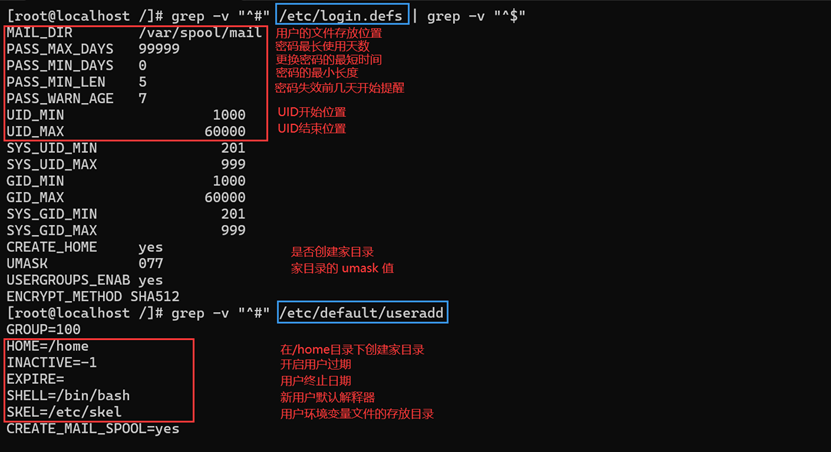 [root@localhost /]# grep -v "^#" /etc/login.defs | grep -v "^$"
MAIL_DIR /var/spool/mail 用户的文件存放位置
PASS_MAX_DAYS 99999 密码最长使用天数
PASS_MIN_DAYS 0 更换密码的最短时间
PASS_MIN_LEN 5 密码的最小长度
PASS_WARN_AGE 7 密码失效前几天开始提醒
UID_MIN 1000 UID开始位置
UID_MAX 60000 UID结束位置
SYS_UID_MIN 201
SYS_UID_MAX 999
GID_MIN 1000
GID_MAX 60000
SYS_GID_MIN 201
SYS_GID_MAX 999
CREATE_HOME yes 是否创建家目录
UMASK 077 家目录的 umask 值
USERGROUPS_ENAB yes
ENCRYPT_METHOD SHA512
[root@localhost /]# grep -v "^#" /etc/default/useradd
GROUP=100
HOME=/home 在/home目录下创建家目录
INACTIVE=-1 开启用户过期
EXPIRE= 用户终止日期
SHELL=/bin/bash 新用户默认解释器
SKEL=/etc/skel 用户环境变量文件的存放目录
CREATE_MAIL_SPOOL=yes